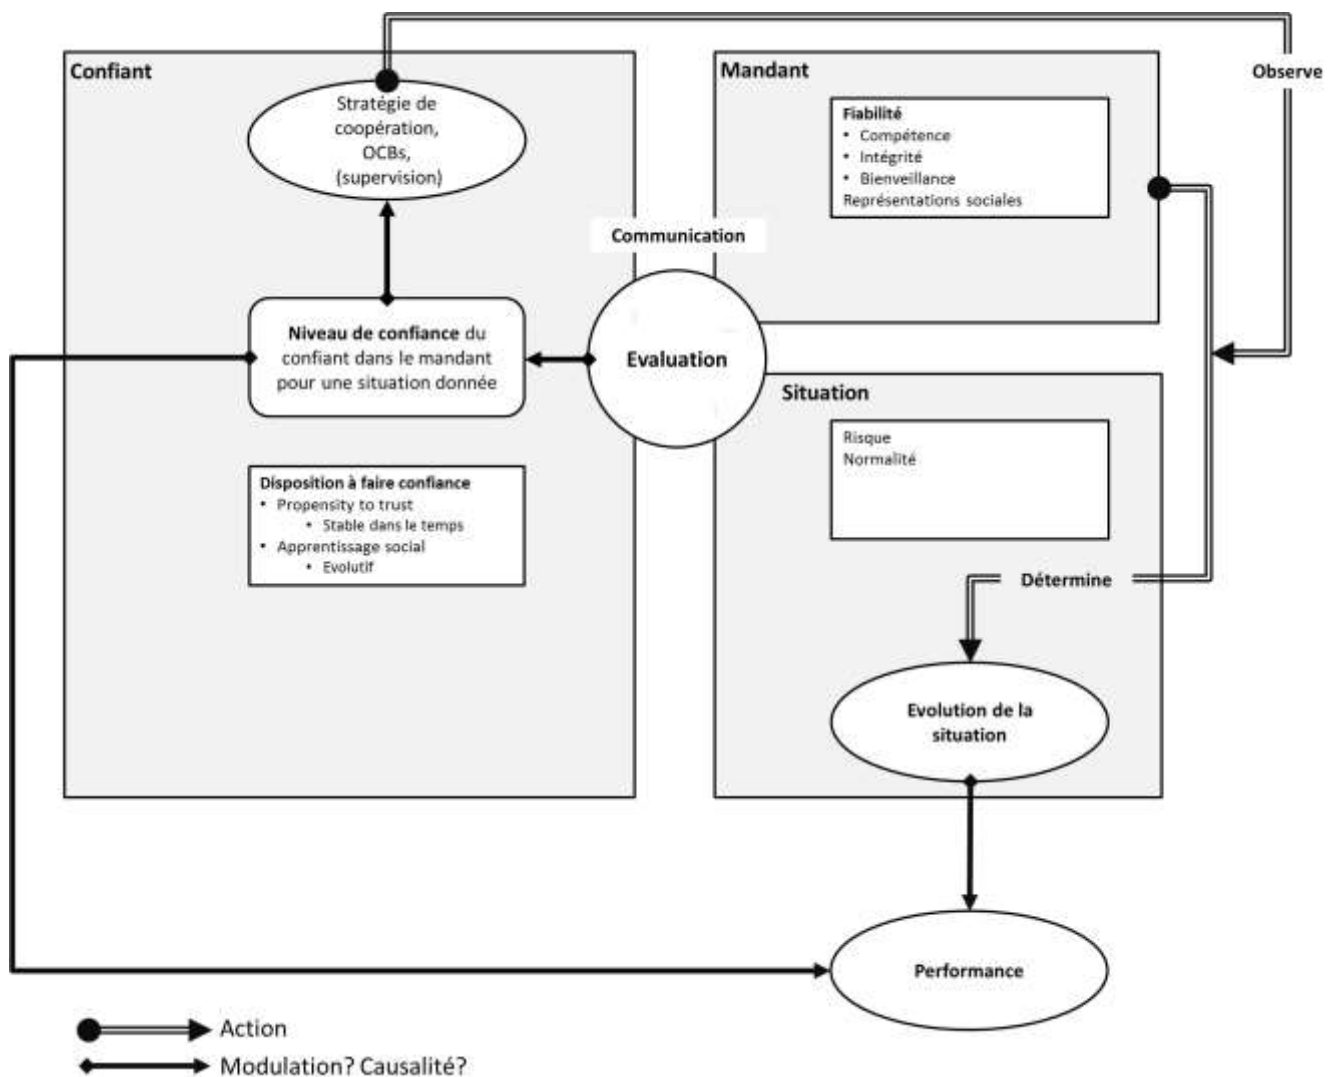 Confiant
Stratégie de
coopération,
OCBs,
(supervision)
Niveau de confiance du
confiant dans le mandant
pour une situation donnée
Disposition à faire confiance
• Propensity to trust
• Stable dans le temps
• Apprentissage social
• Evolutif
Communication
Evaluation
Mandant
Fiabilité
• Compétence
• Intégrité
• Bienveillance
Représentations sociales
Observe
Situation
Risque
Normalité
Détermine
Evolution de la
situation
Performance
Action
Modulation? Causalité?